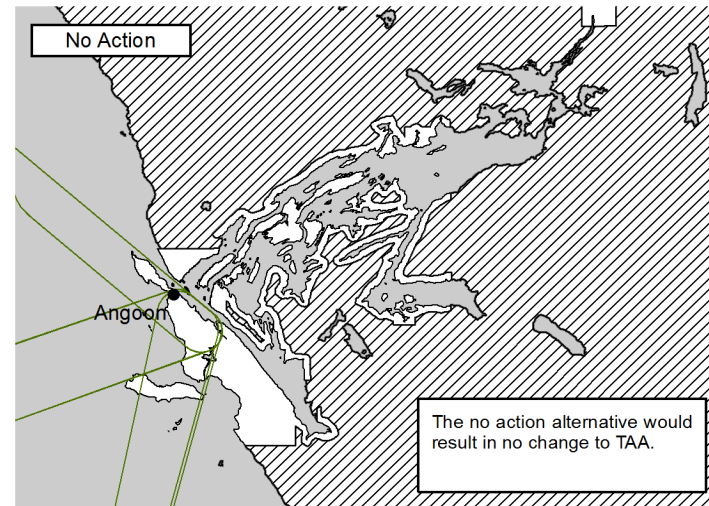 No Action
Angoon
The no action alternative would
result in no change to TAA.